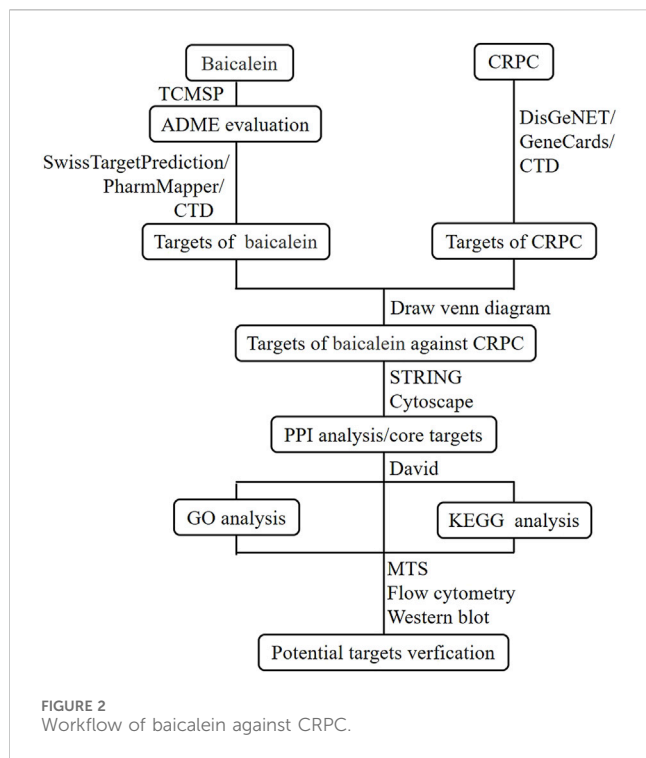 Baicalein
CRPC
TCMSP
ADME evaluation
DisGeNET/
GeneCards/
CTD
SwissTargetPrediction/
PharmMapper/
CTD
Targets of baicalein
Targets of CRPC
Draw venn diagram
Targets of baicalein against CRPC
STRING
Cytoscape
PPI analysis/core targets
David
GO analysis
KEGG analysis
MTS
Flow cytometry
Western blot
Potential targets verfication
FIGURE 2
Workflow of baicalein against CRPC.